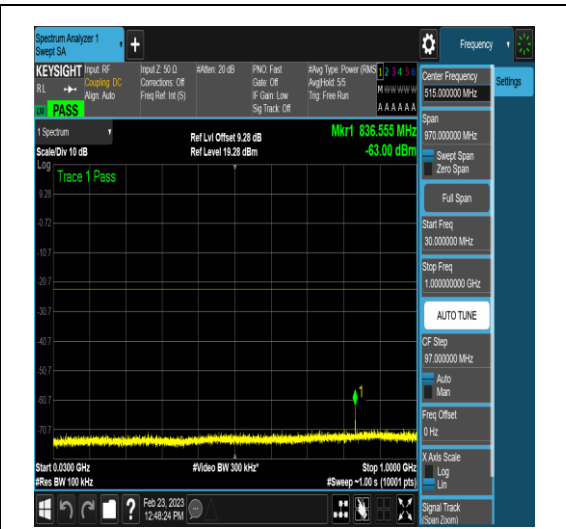 Spectrum Analyzer 1
Swept SA
Frequency
KEYSIGHT
RL
Input: RF
Coupling: DC
Align: Auto
Input Z: 50 Ω
Corrections: Off
Freq Ref: Int (S)
#Atten: 20 dB
PNO: Fast
Gate: Off
IF Gain: Low
Sig Track: Off
#Avg Type: Power (RMS
Avg|Hold: 5/5
Trig: Free Run
1 2 3 4 5 6
M W W W W W
A A A A A A
PASS
1 Spectrum
Scale/Div 10 dB
Ref Lvl Offset 9.28 dB
Ref Level 19.28 dBm
Mkr1 836.555 MHz
-63.00 dBm
Log
Trace 1 Pass
9.28
-0.72
-10.7
-20.7
-30.7
-40.7
-50.7
-60.7
-70.7
1
Start 0.0300 GHz
#Res BW 100 kHz
#Video BW 300 kHz*
Stop 1.0000 GHz
#Sweep ~1.00 s (10001 pts)
Feb 23, 2023
12:48:24 PM
Center Frequency
515.000000 MHz
Settings
Span
970.000000 MHz
Swept Span
Zero Span
Full Span
Start Freq
30.000000 MHz
Stop Freq
1.000000000 GHz
AUTO TUNE
CF Step
97.000000 MHz
Auto
Man
Freq Offset
0 Hz
X Axis Scale
Log
Lin
Signal Track
(Span Zoom)